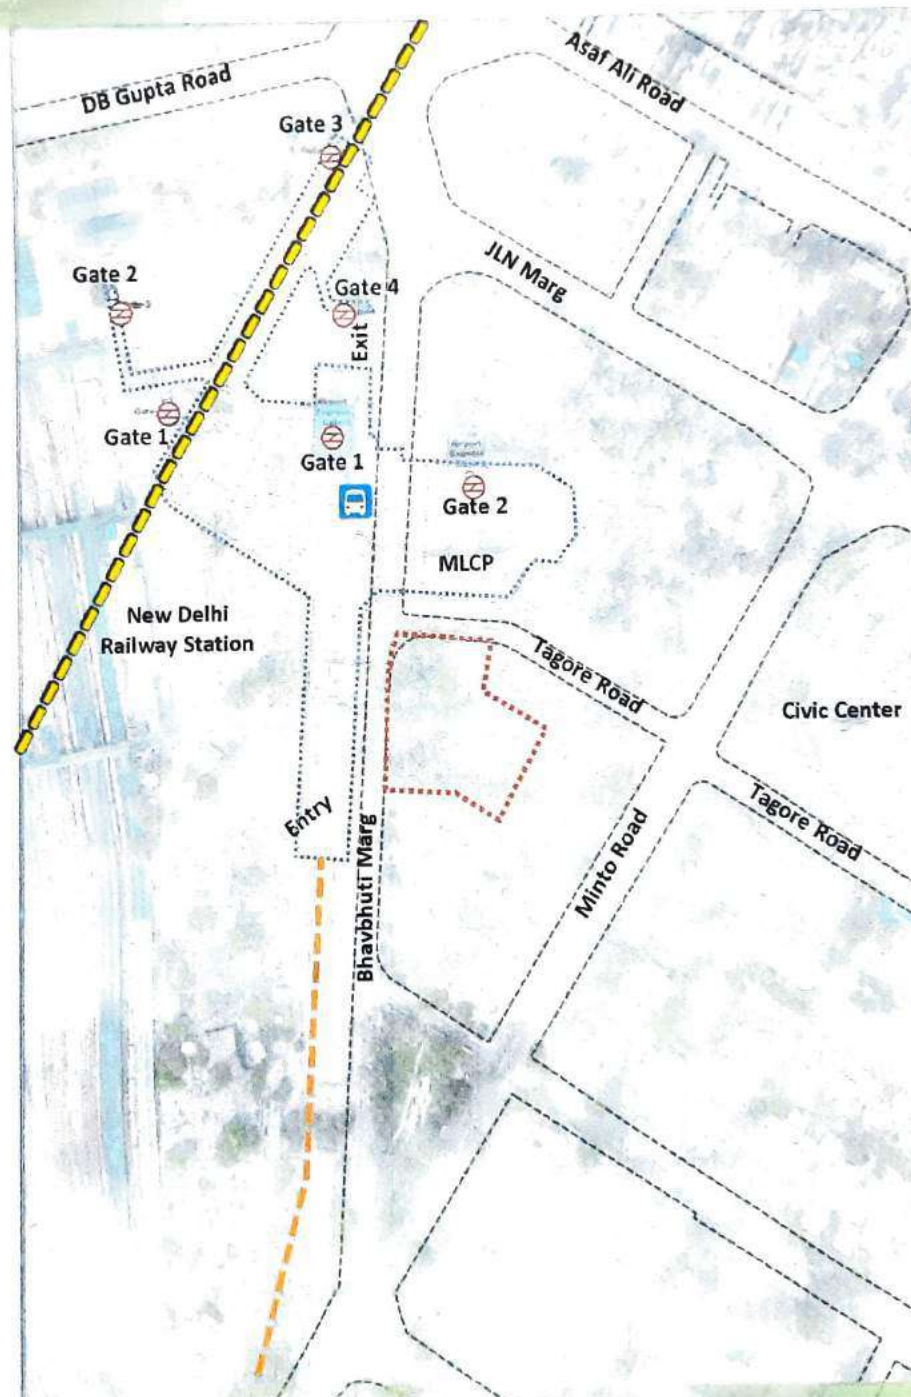 Asaf Ali Road
DB Gupta Road
Gate 3
JLN Marg
Gate 2
Gate 4
Exit
Gate 1
Gate 1
Gate 2
MLCP
New Delhi
Railway Station
Tagore Road
Civic Center
Entry
Tagore Road
Minto Road
Bhavbhuti Marg